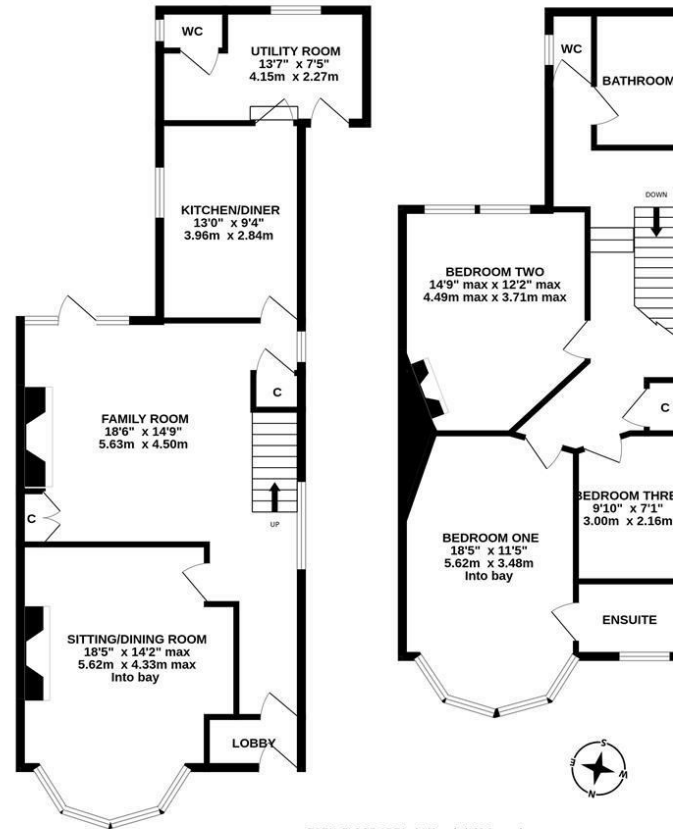 WC
UTILITY ROOM
13'7" x 7'5"
4.15m x 2.27m
KITCHEN/DINER
13'0" x 9'4"
3.96m x 2.84m
C
FAMILY ROOM
18'6" x 14'9"
5.63m x 4.50m
UP
C
SITTING/DINING ROOM
18'5" x 14'2" max
5.62m x 4.33m max
Into bay
LOBBY
WC
BATHROOM
DOWN
BEDROOM TWO
14'9" max x 12'2" max
4.49m max x 3.71m max
C
BEDROOM THREE
9'10" x 7'1"
3.00m x 2.16m
BEDROOM ONE
18'5" x 11'5"
5.62m x 3.48m
Into bay
ENSUITE
S
E
W
N